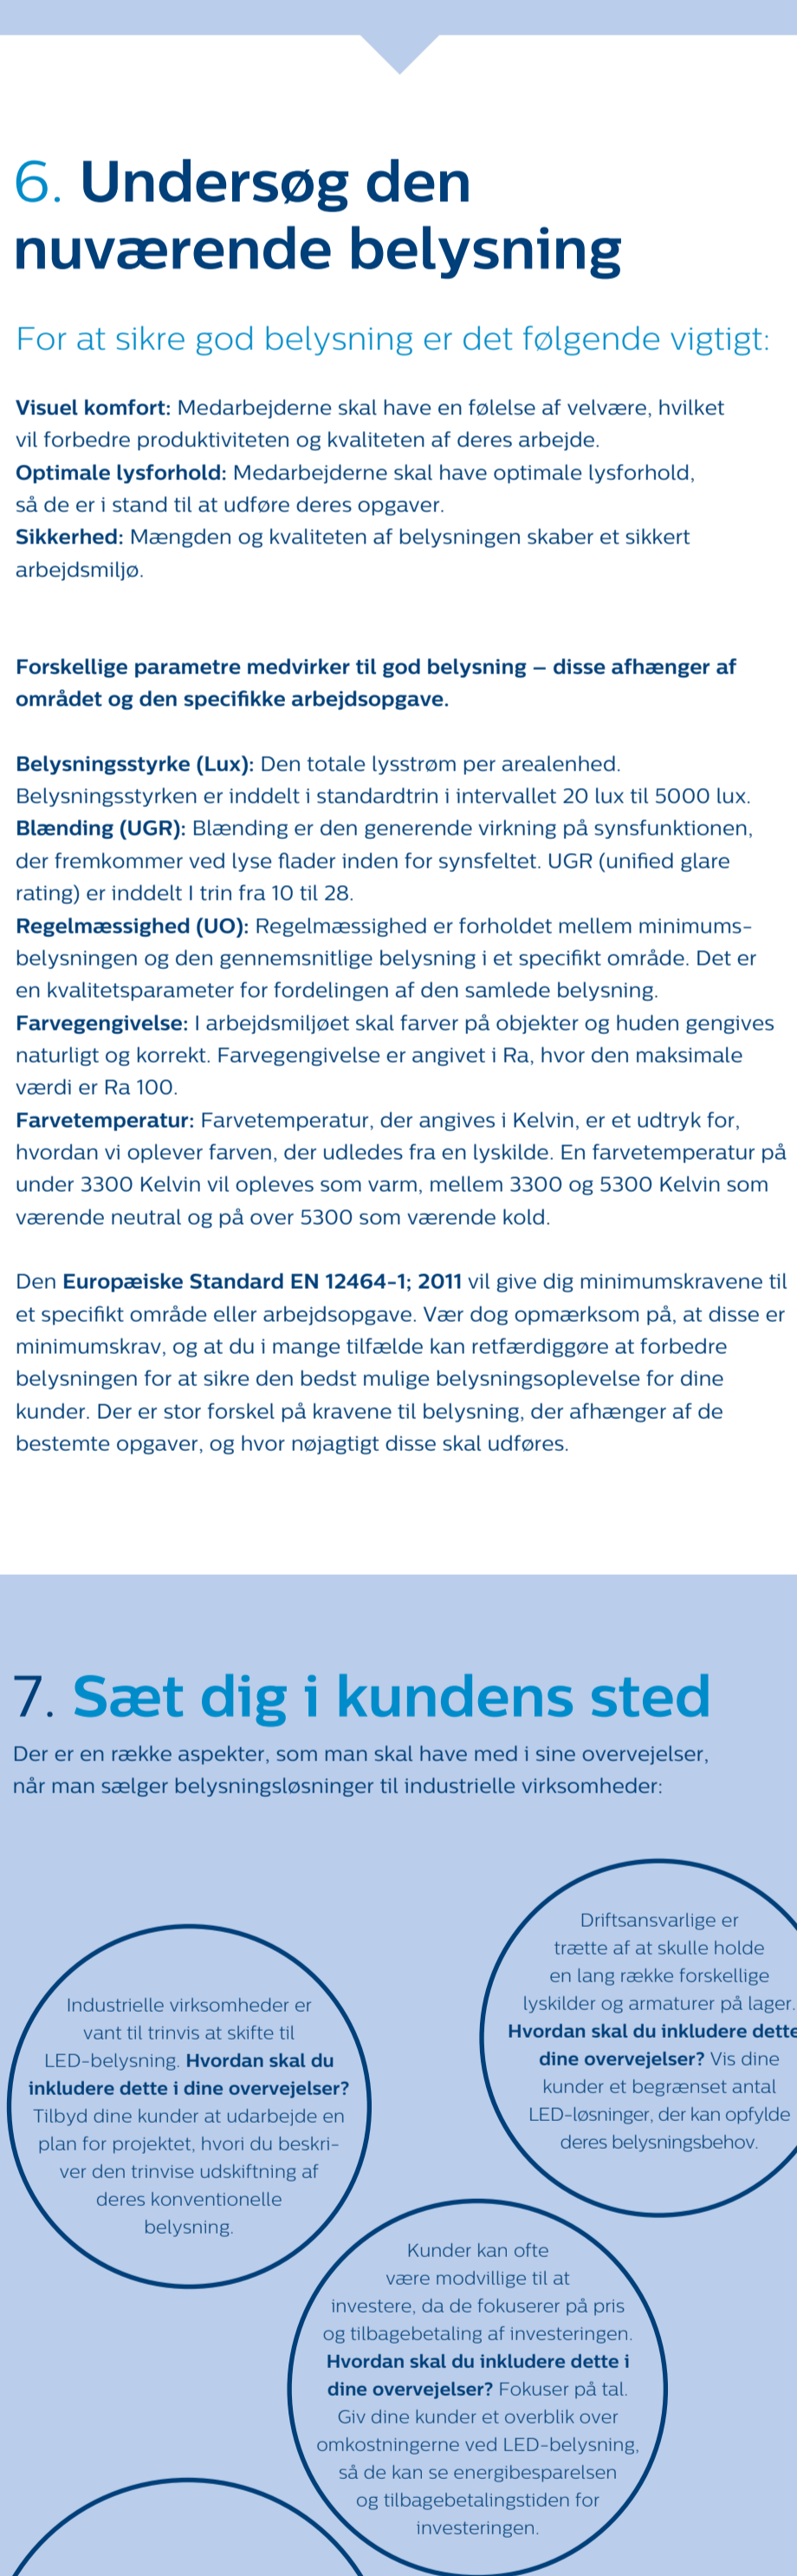 6. Undersøg den
nuværende belysning
For at sikre god belysning er det følgende vigtigt:
Visuel komfort: Medarbejderne skal have en følelse af velvære, hvilket
vil forbedre produktiviteten og kvaliteten af deres arbejde.
Optimale lysforhold: Medarbejderne skal have optimale lysforhold,
så de er i stand til at udføre deres opgaver.
Sikkerhed: Mængden og kvaliteten af belysningen skaber et sikkert
arbejdsmiljø.
Forskellige parametre medvirker til god belysning – disse afhænger af
området og den specifikke arbejdsopgave.
Belysningsstyrke (Lux): Den totale lysstrøm per arealenhed.
Belysningsstyrken er inddelt i standardtrin i intervallet 20 lux til 5000 lux.
Blænding (UGR): Blænding er den generende virkning på synsfunktionen,
der fremkommer ved lyse flader inden for synsfeltet. UGR (unified glare
rating) er inddelt I trin fra 10 til 28.
Regelmæssighed (UO): Regelmæssighed er forholdet mellem minimums-
belysningen og den gennemsnitlige belysning i et specifikt område. Det er
en kvalitetsparameter for fordelingen af den samlede belysning.
Farvegengivelse: I arbejdsmiljøet skal farver på objekter og huden gengives
naturligt og korrekt. Farvegengivelse er angivet i Ra, hvor den maksimale
værdi er Ra 100.
Farvetemperatur: Farvetemperatur, der angives i Kelvin, er et udtryk for,
hvordan vi oplever farven, der udledes fra en lyskilde. En farvetemperatur på
under 3300 Kelvin vil opleves som varm, mellem 3300 og 5300 Kelvin som
værende neutral og på over 5300 som værende kold.
Den Europæiske Standard EN 12464-1; 2011 vil give dig minimumskravene til
et specifikt område eller arbejdsopgave. Vær dog opmærksom på, at disse er
minimumskrav, og at du i mange tilfælde kan retfærdiggøre at forbedre
belysningen for at sikre den bedst mulige belysningsoplevelse for dine
kunder. Der er stor forskel på kravene til belysning, der afhænger af de
bestemte opgaver, og hvor nøjagtigt disse skal udføres.
7. Sæt dig i kundens sted
Der er en række aspekter, som man skal have med i sine overvejelser,
når man sælger belysningsløsninger til industrielle virksomheder:
Industrielle virksomheder er
vant til trinvis at skifte til
LED-belysning. Hvordan skal du
inkludere dette i dine overvejelser?
Tilbyd dine kunder at udarbejde en
plan for projektet, hvori du beskri-
ver den trinvise udskiftning af
deres konventionelle
belysning.
Driftsansvarlige er
trætte af at skulle holde
en lang række forskellige
lyskilder og armaturer på lager.
Hvordan skal du inkludere dette
dine overvejelser? Vis dine
kunder et begrænset antal
LED-løsninger, der kan opfylde
deres belysningsbehov.
Kunder kan ofte
være modvillige til at
investere, da de fokuserer på pris
og tilbagebetaling af investeringen.
Hvordan skal du inkludere dette i
dine overvejelser? Fokuser på tal.
Giv dine kunder et overblik over
omkostningerne ved LED-belysning,
så de kan se energibesparelsen
og tilbagebetalingstiden for
investeringen.